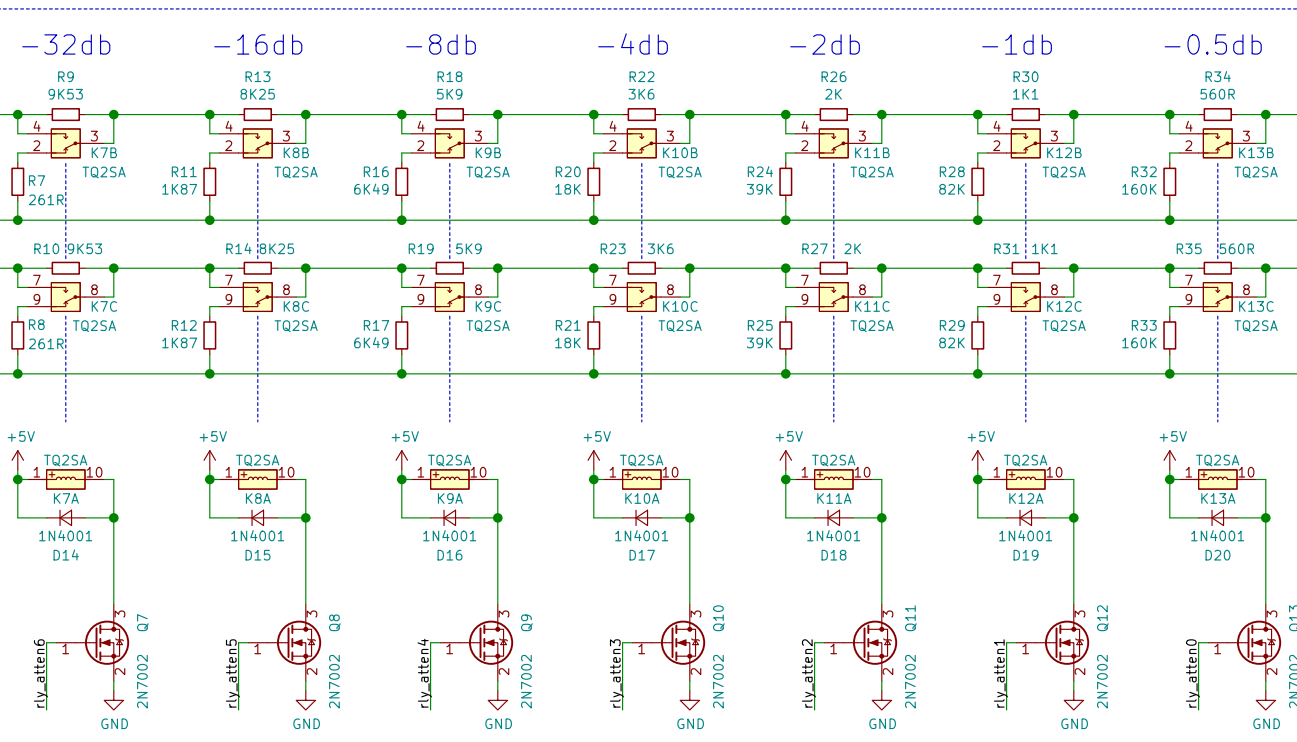 -32db -16db -8db -4db -2db -1db -0.5db
R9 R13 R18 R22 R26 R30 R34
9K53 8K25 5K9 3K6 2K 1K1 560R
4 3 4 3 4 3 4 3 4 3 4 3 4 3
2 K7B 2 K8B 2 K9B 2 K10B 2 K11B 2 K12B 2 K13B
R7 TQ2SA R11 TQ2SA R16 TQ2SA R20 TQ2SA R24 TQ2SA R28 TQ2SA R32 TQ2SA
261R 1K87 6K49 18K 39K 82K 160K
R10 9K53 R14 8K25 R19 5K9 R23 3K6 R27 2K R31 1K1 R35 560R
7 8 7 8 7 8 7 8 7 8 7 8 7 8
9 K7C 9 K8C 9 K9C 9 K10C 9 K11C 9 K12C 9 K13C
R8 TQ2SA R12 TQ2SA R17 TQ2SA R21 TQ2SA R25 TQ2SA R29 TQ2SA R33 TQ2SA
261R 1K87 6K49 18K 39K 82K 160K
+5V +5V +5V +5V +5V +5V +5V
TQ2SA TQ2SA TQ2SA TQ2SA TQ2SA TQ2SA TQ2SA
1 10 1 10 1 10 1 10 1 10 1 10 1 10
K7A K8A K9A K10A K11A K12A K13A
1N4001 1N4001 1N4001 1N4001 1N4001 1N4001 1N4001
D14 D15 D16 D17 D18 D19 D20
3 Q7 3 Q8 3 Q9 3 Q10 3 Q11 3 Q12 3 Q13
1 1 1 1 1 1 1
rly_atten6 2 2N7002 rly_atten5 2 2N7002 rly_atten4 2 2N7002 rly_atten3 2 2N7002 rly_atten2 2 2N7002 rly_atten1 2 2N7002 rly_atten0 2 2N7002
GND GND GND GND GND GND GND